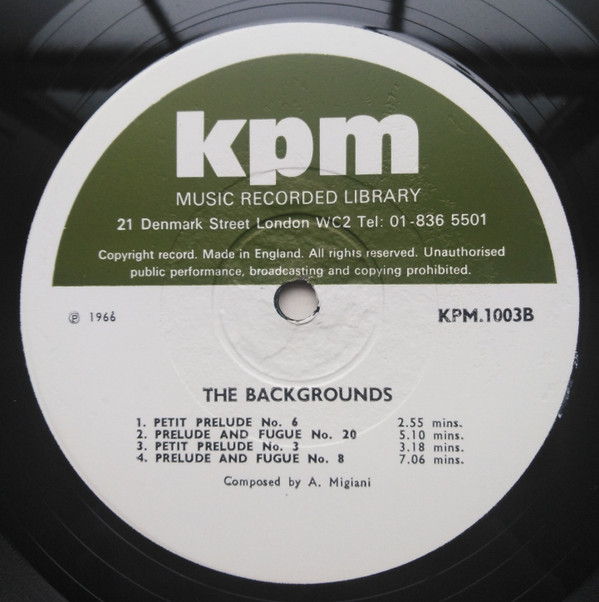 kpm
MUSIC RECORDED LIBRARY
21 Denmark Street London WC2 Tel: 01-836 5501
Copyright record. Made in England. All rights reserved. Unauthorised
public performance, broadcasting and copying prohibited.
℗ 1966 KPM.1003B
THE BACKGROUNDS
1. PETIT PRELUDE No. 6 2.55 mins.
2. PRELUDE AND FUGUE No. 20 5.10 mins.
3. PETIT PRELUDE No. 3 3.18 mins.
4. PRELUDE AND FUGUE No. 8 7.06 mins.
Composed by A. Migiani